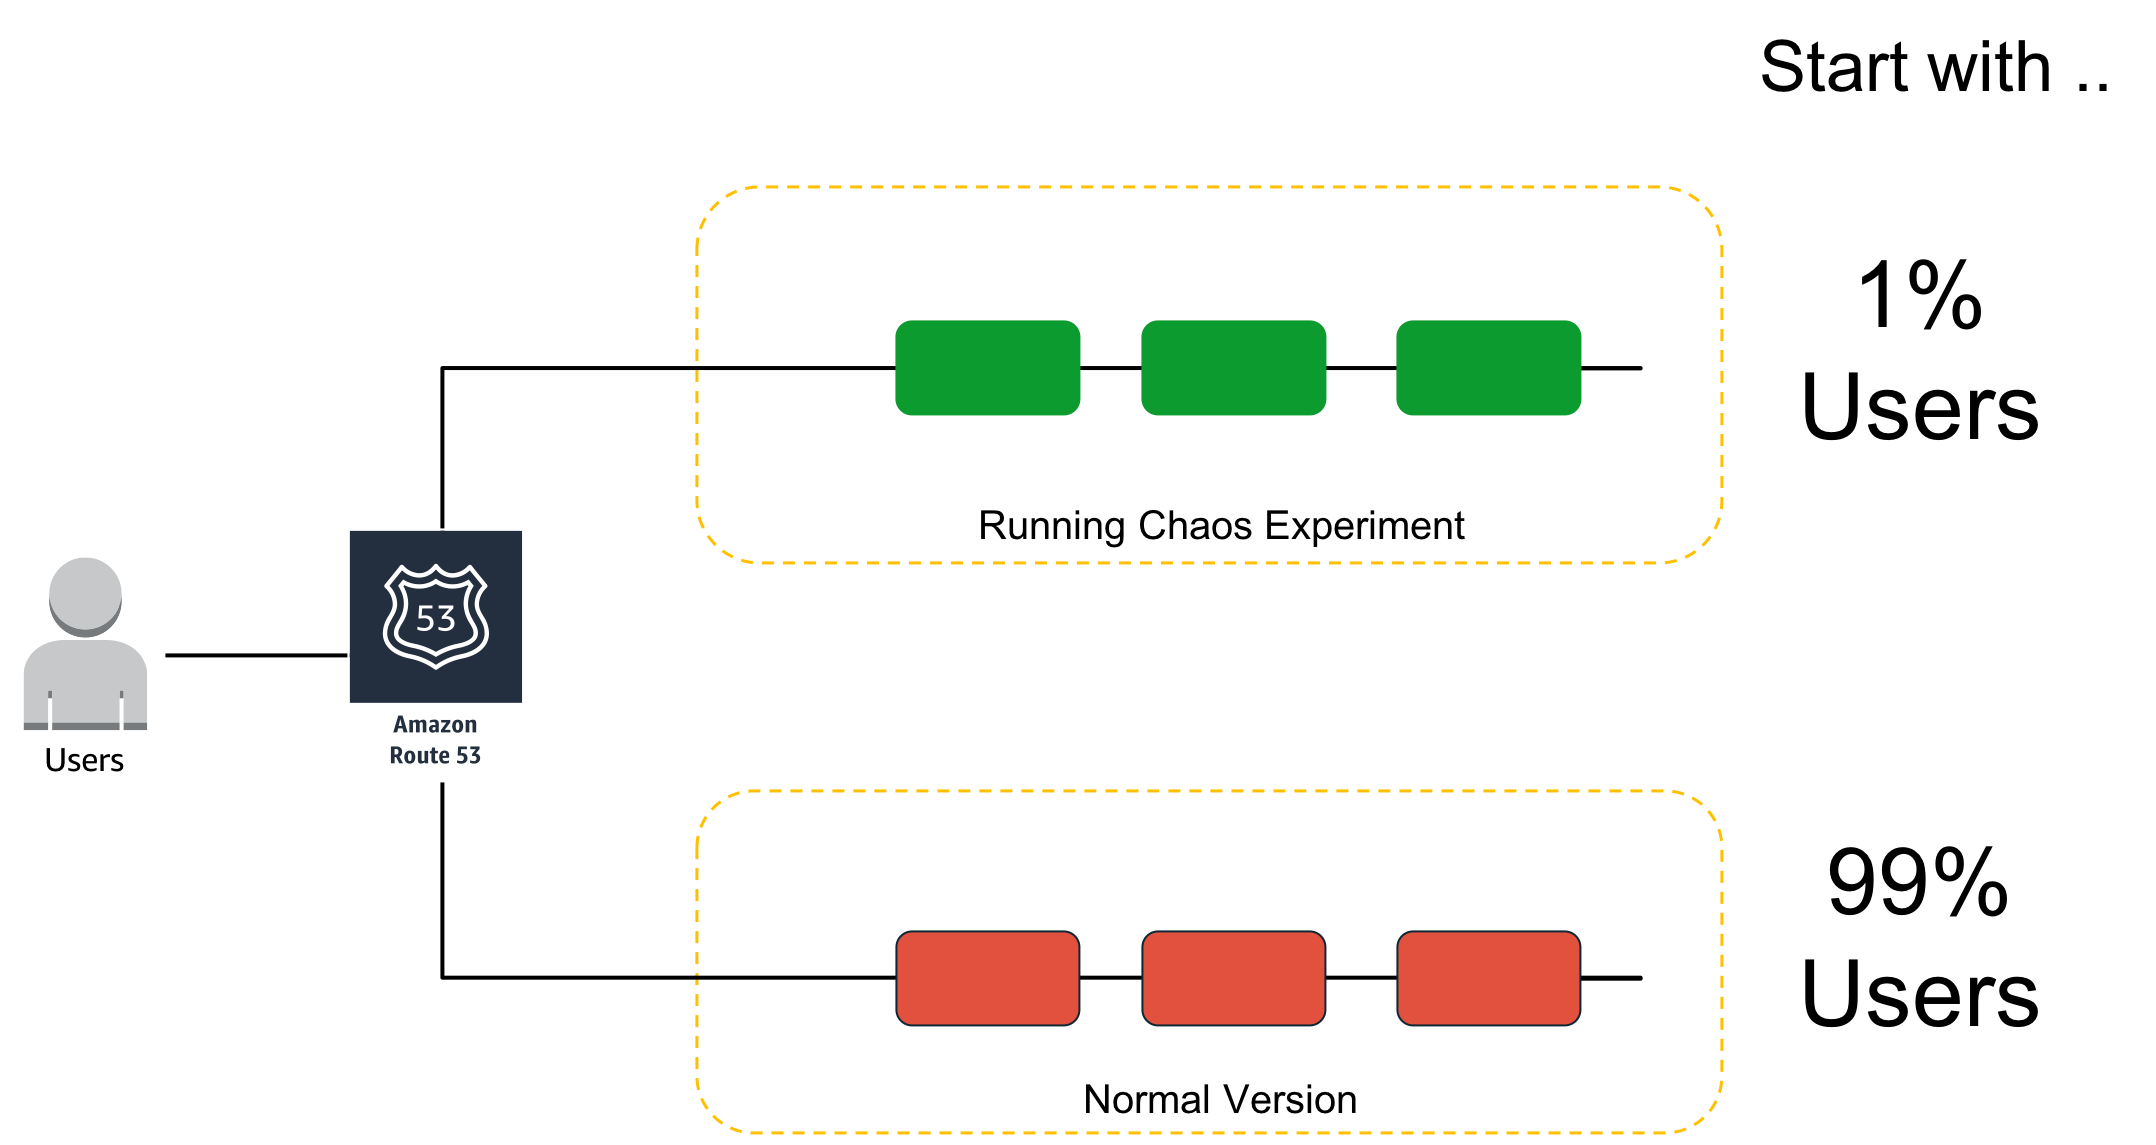 Start with ..
1%
Users
Running Chaos Experiment
53
Amazon
Route 53
Users
99%
Users
Normal Version